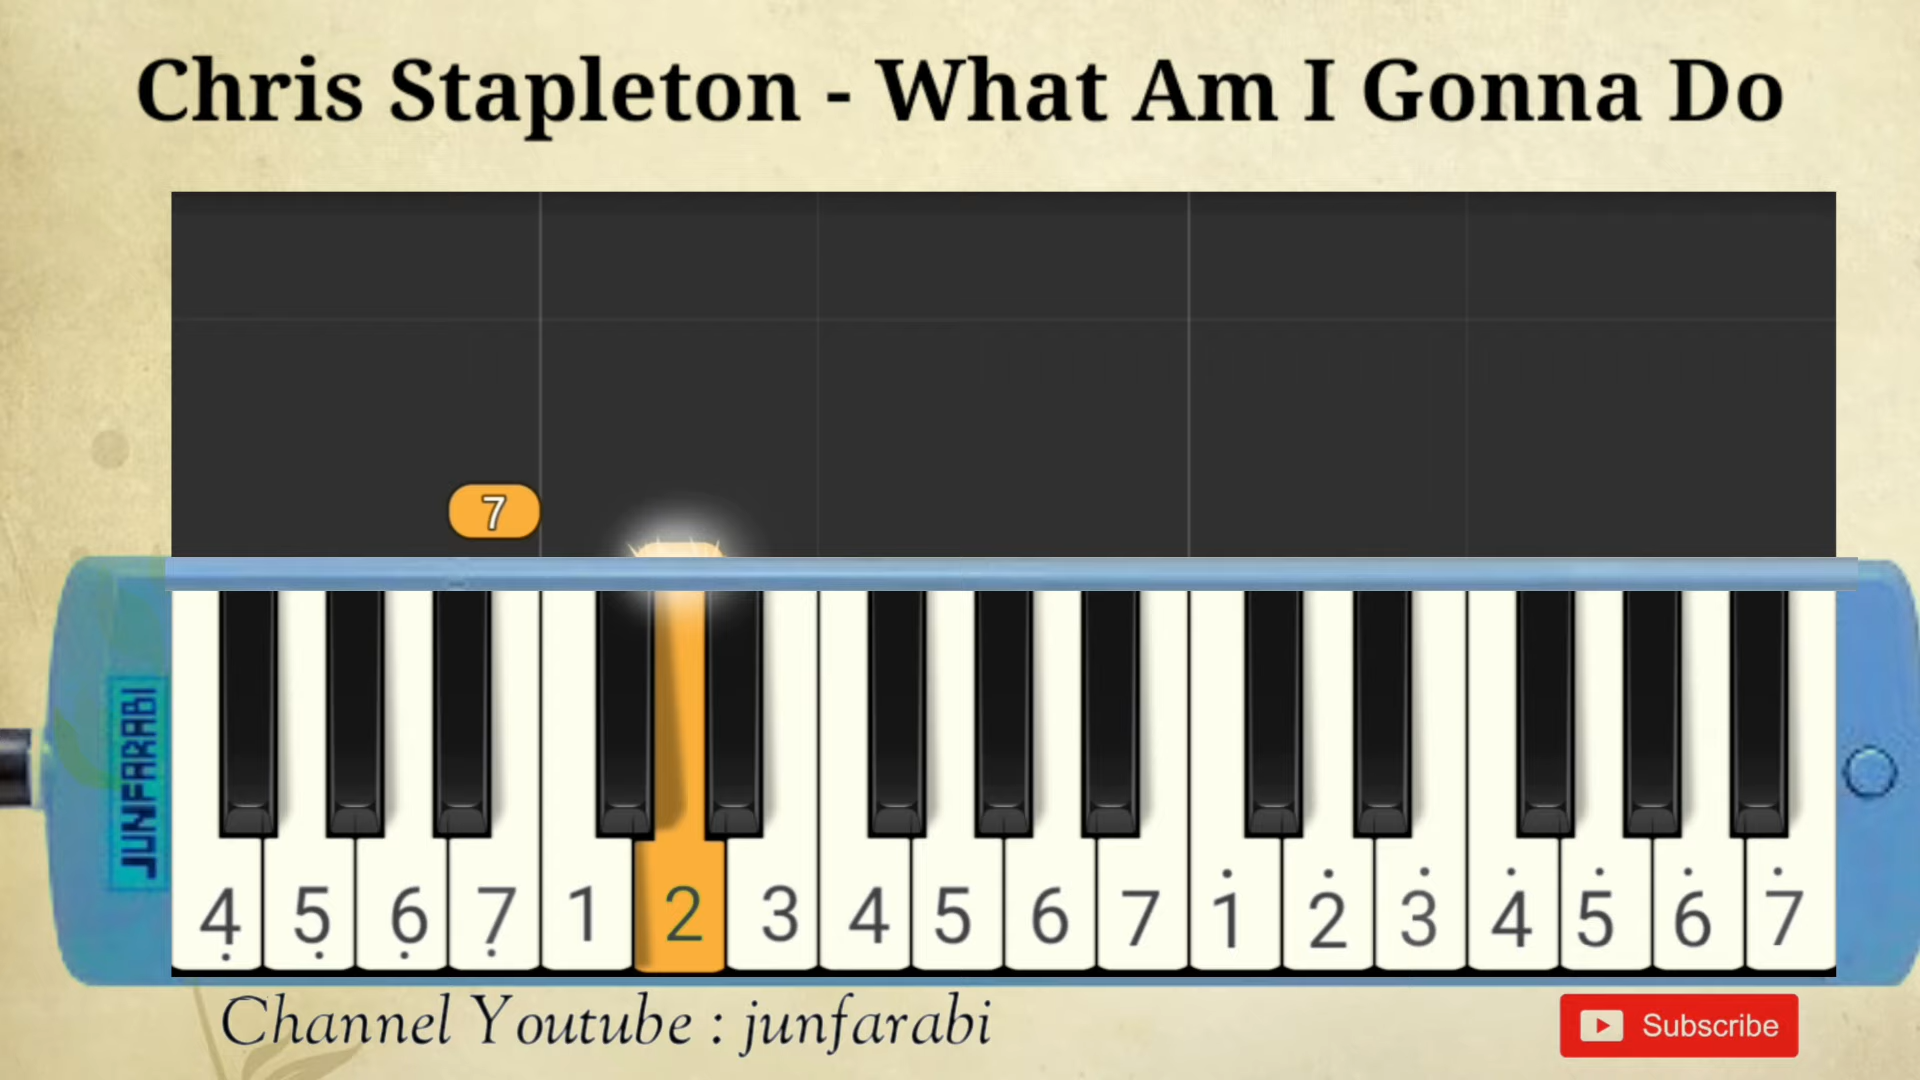 Chris Stapleton - What Am I Gonna Do
7
JUNFARABI
4̣ 5̣ 6̣ 7̣ 1 2 3 4 5 6 7 1̇ 2̇ 3̇ 4̇ 5̇ 6̇ 7̇
Channel Youtube : junfarabi
Subscribe